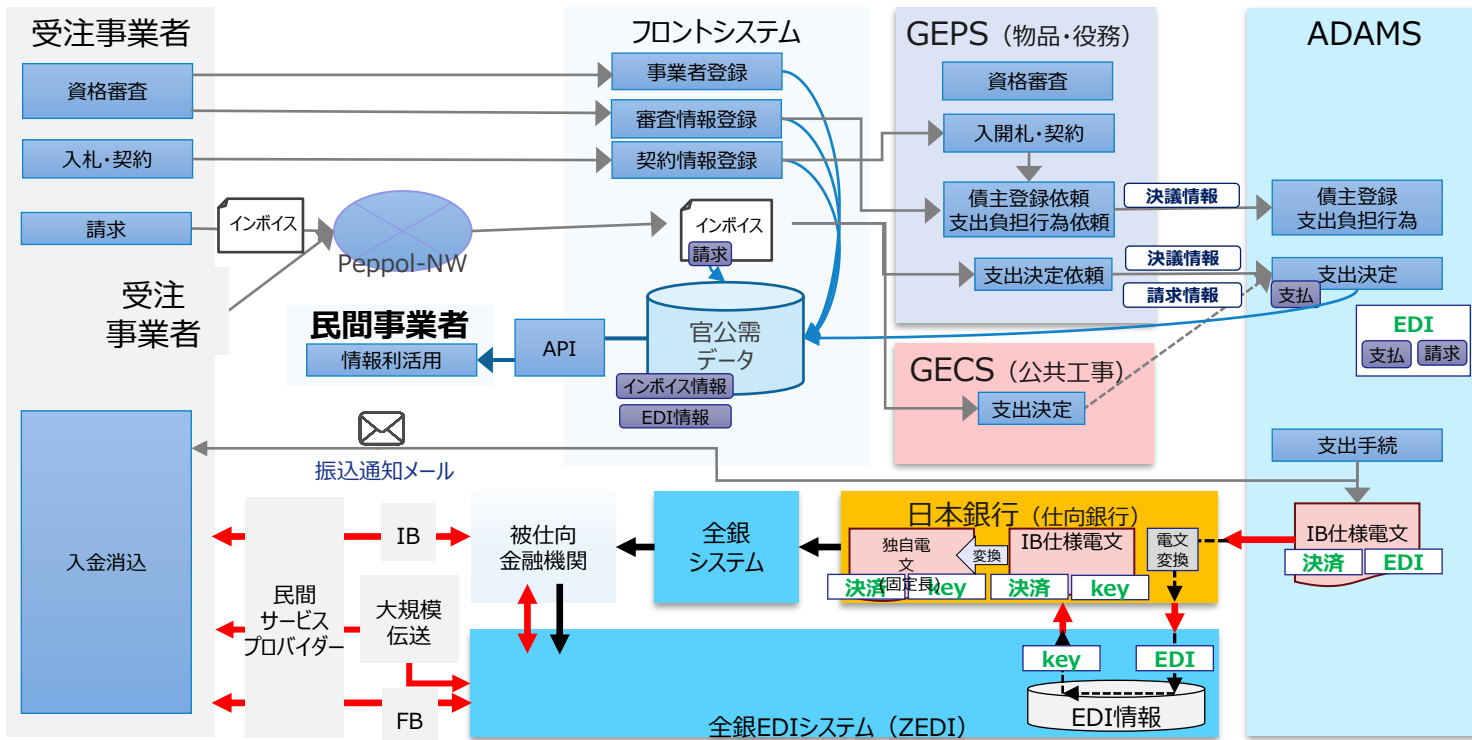 受注事業者
フロントシステム
GEPS（物品・役務）
ADAMS
資格審査
事業者登録
資格審査
審査情報登録
入開札・契約
入札・契約
契約情報登録
債主登録依頼
支出負担行為依頼
決議情報
債主登録
支出負担行為
請求
インボイス
Peppol-NW
インボイス
請求
支出決定依頼
決議情報
請求情報
支出決定
支払
受注
事業者
民間事業者
情報利活用
API
官公需
データ
インボイス情報
EDI情報
EDI
支払
請求
GECS（公共工事）
支出決定
支出手続
振込通知メール
入金消込
IB
被仕向
金融機関
全銀
システム
日本銀行（仕向銀行）
独自電
文
(固定長)
変換
IB仕様電文
電文
変換
決済
key
決済
key
IB仕様電文
決済
EDI
民間
サービス
プロバイダー
大規模
伝送
FB
key
EDI
EDI情報
全銀EDIシステム（ZEDI）